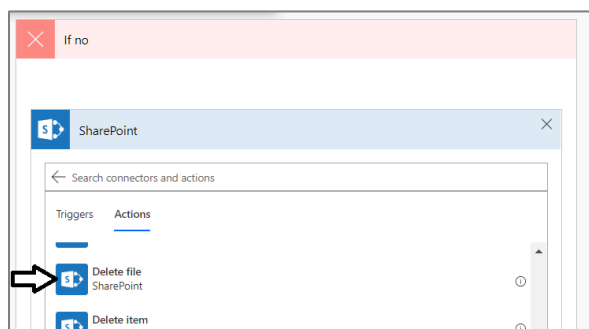 If no
SharePoint
Search connectors and actions
Triggers Actions
Delete file
SharePoint
Delete item